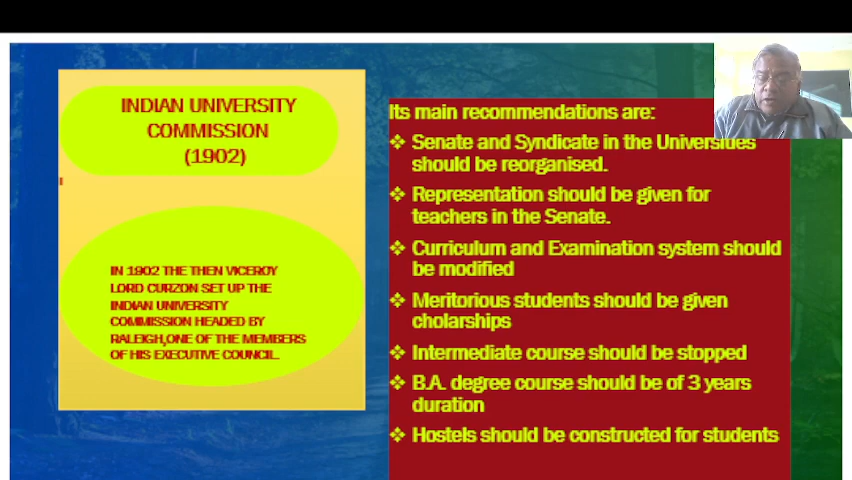 INDIAN UNIVERSITY
COMMISSION
(1902)
IN 1902 THE THEN VICEROY
LORD CURZON SET UP THE
INDIAN UNIVERSITY
COMMISSION HEADED BY
RALEIGH,ONE OF THE MEMBERS
OF HIS EXECUTIVE COUNCIL.
Its main recommendations are:
❖ Senate and Syndicate in the Universities
should be reorganised.
❖ Representation should be given for
teachers in the Senate.
❖ Curriculum and Examination system should
be modified
❖ Meritorious students should be given
cholarships
❖ Intermediate course should be stopped
❖ B.A. degree course should be of 3 years
duration
❖ Hostels should be constructed for students